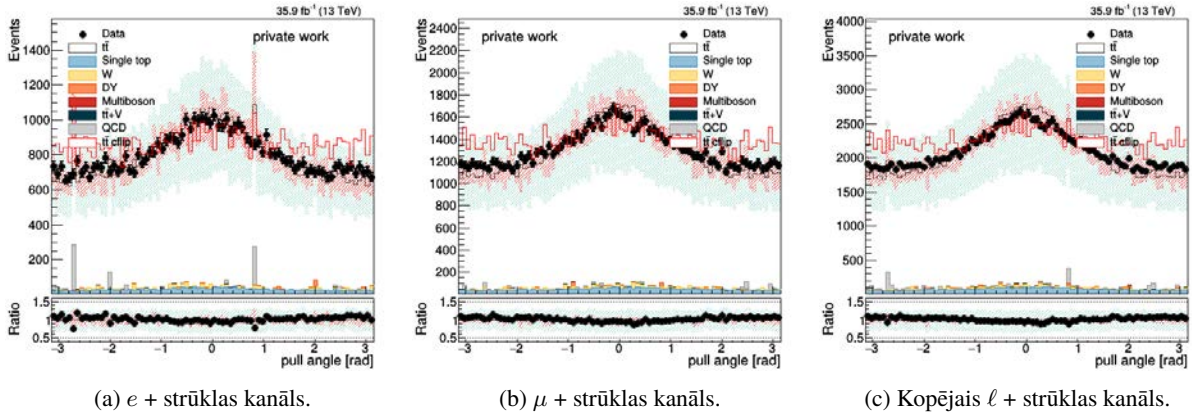 35.9 fb⁻¹ (13 TeV)
Events
private work
Data
tt̄
Single top
W
DY
Multiboson
tt̄+V
QCD
tt̄ cflip
1400
1200
1000
800
600
400
200
Ratio
1.5
1
0.5
−3 −2 −1 0 1 2 3
pull angle [rad]
(a) e + strūklas kanāls.
35.9 fb⁻¹ (13 TeV)
Events
private work
Data
tt̄
Single top
W
DY
Multiboson
tt̄+V
QCD
tt̄ cflip
2400
2200
2000
1800
1600
1400
1200
1000
800
600
400
200
Ratio
1.5
1
0.5
−3 −2 −1 0 1 2 3
pull angle [rad]
(b) μ + strūklas kanāls.
35.9 fb⁻¹ (13 TeV)
Events
private work
Data
tt̄
Single top
W
DY
Multiboson
tt̄+V
QCD
tt̄ cflip
4000
3500
3000
2500
2000
1500
1000
500
Ratio
1.5
1
0.5
−3 −2 −1 0 1 2 3
pull angle [rad]
(c) Kopējais ℓ + strūklas kanāls.